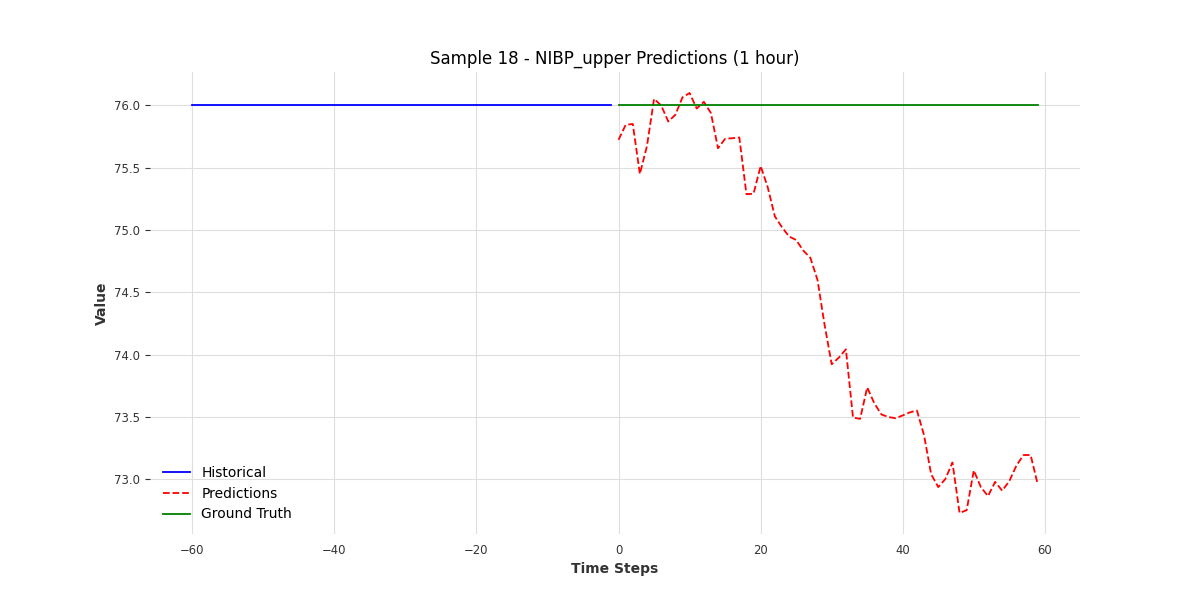 Sample 18 - NIBP_upper Predictions (1 hour)
Value
76.0
75.5
75.0
74.5
74.0
73.5
73.0
Historical
Predictions
Ground Truth
−60 −40 −20 0 20 40 60
Time Steps